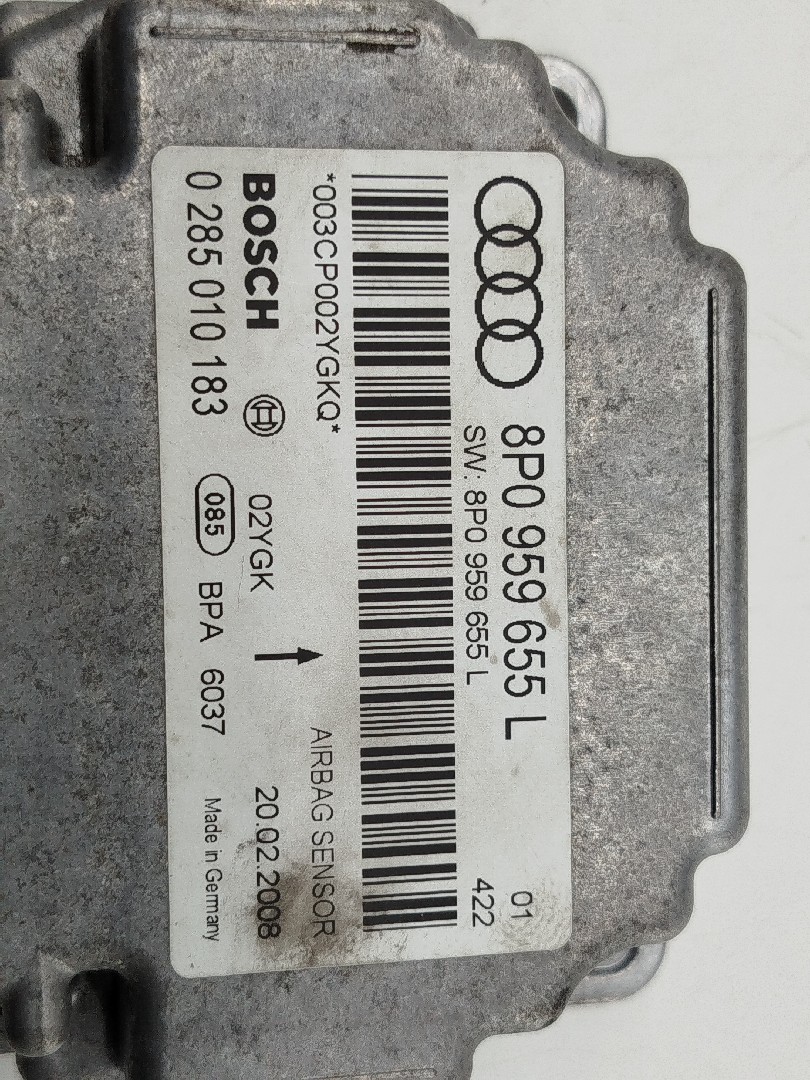 8P0 959 655 L 01
SW: 8P0 959 655 L 422
*003CP002YGKQ* AIRBAG SENSOR
BOSCH 02YGK 20.02.2008
0 285 010 183 085 BPA 6037 Made in Germany